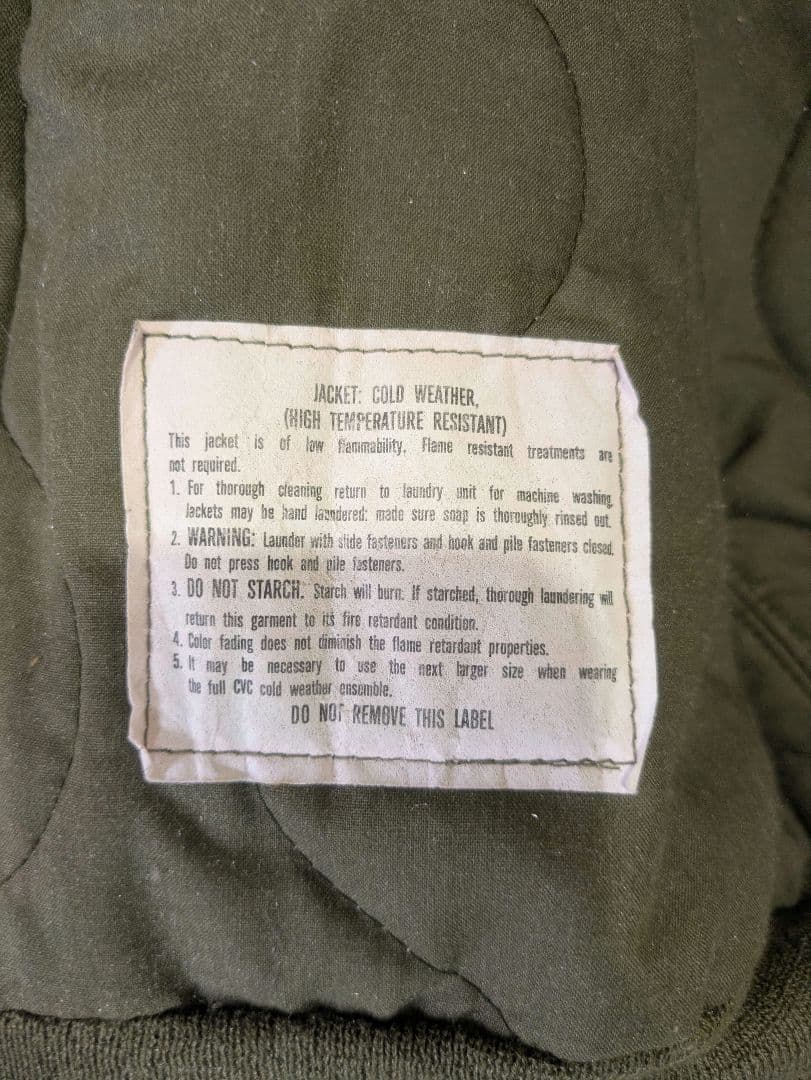 JACKET: COLD WEATHER,
(HIGH TEMPERATURE RESISTANT)
This jacket is of low flammability. Flame resistant treatments are
not required.
1. For thorough cleaning return to laundry unit for machine washing.
Jackets may be hand laundered: made sure soap is thoroughly rinsed out.
2. WARNING: Launder with slide fasteners and hook and pile fasteners closed.
Do not press hook and pile fasteners.
3. DO NOT STARCH. Starch will burn. If starched, thorough laundering will
return this garment to its fire retardant condition.
4. Color fading does not diminish the flame retardant properties.
5. It may be necessary to use the next larger size when wearing
the full CVC cold weather ensemble.
DO NOT REMOVE THIS LABEL